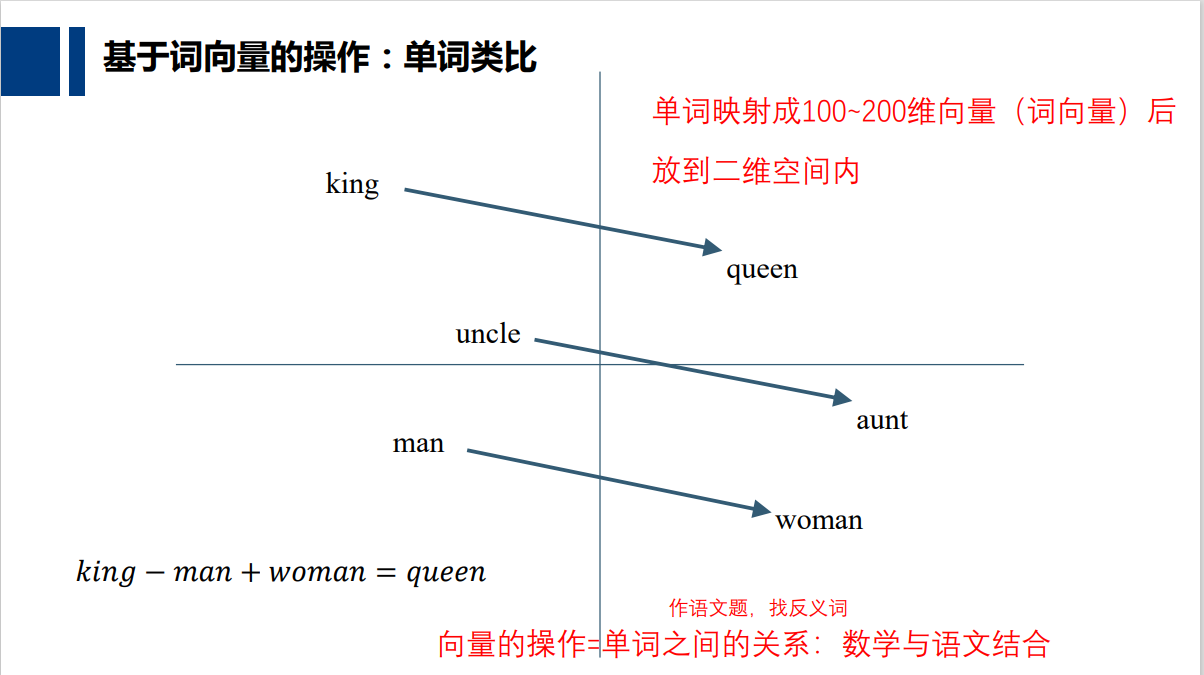 基于词向量的操作：单词类比
单词映射成100~200维向量（词向量）后
放到二维空间内
king
queen
uncle
aunt
man
woman
king − man + woman = queen
作语文题，找反义词
向量的操作=单词之间的关系：数学与语文结合